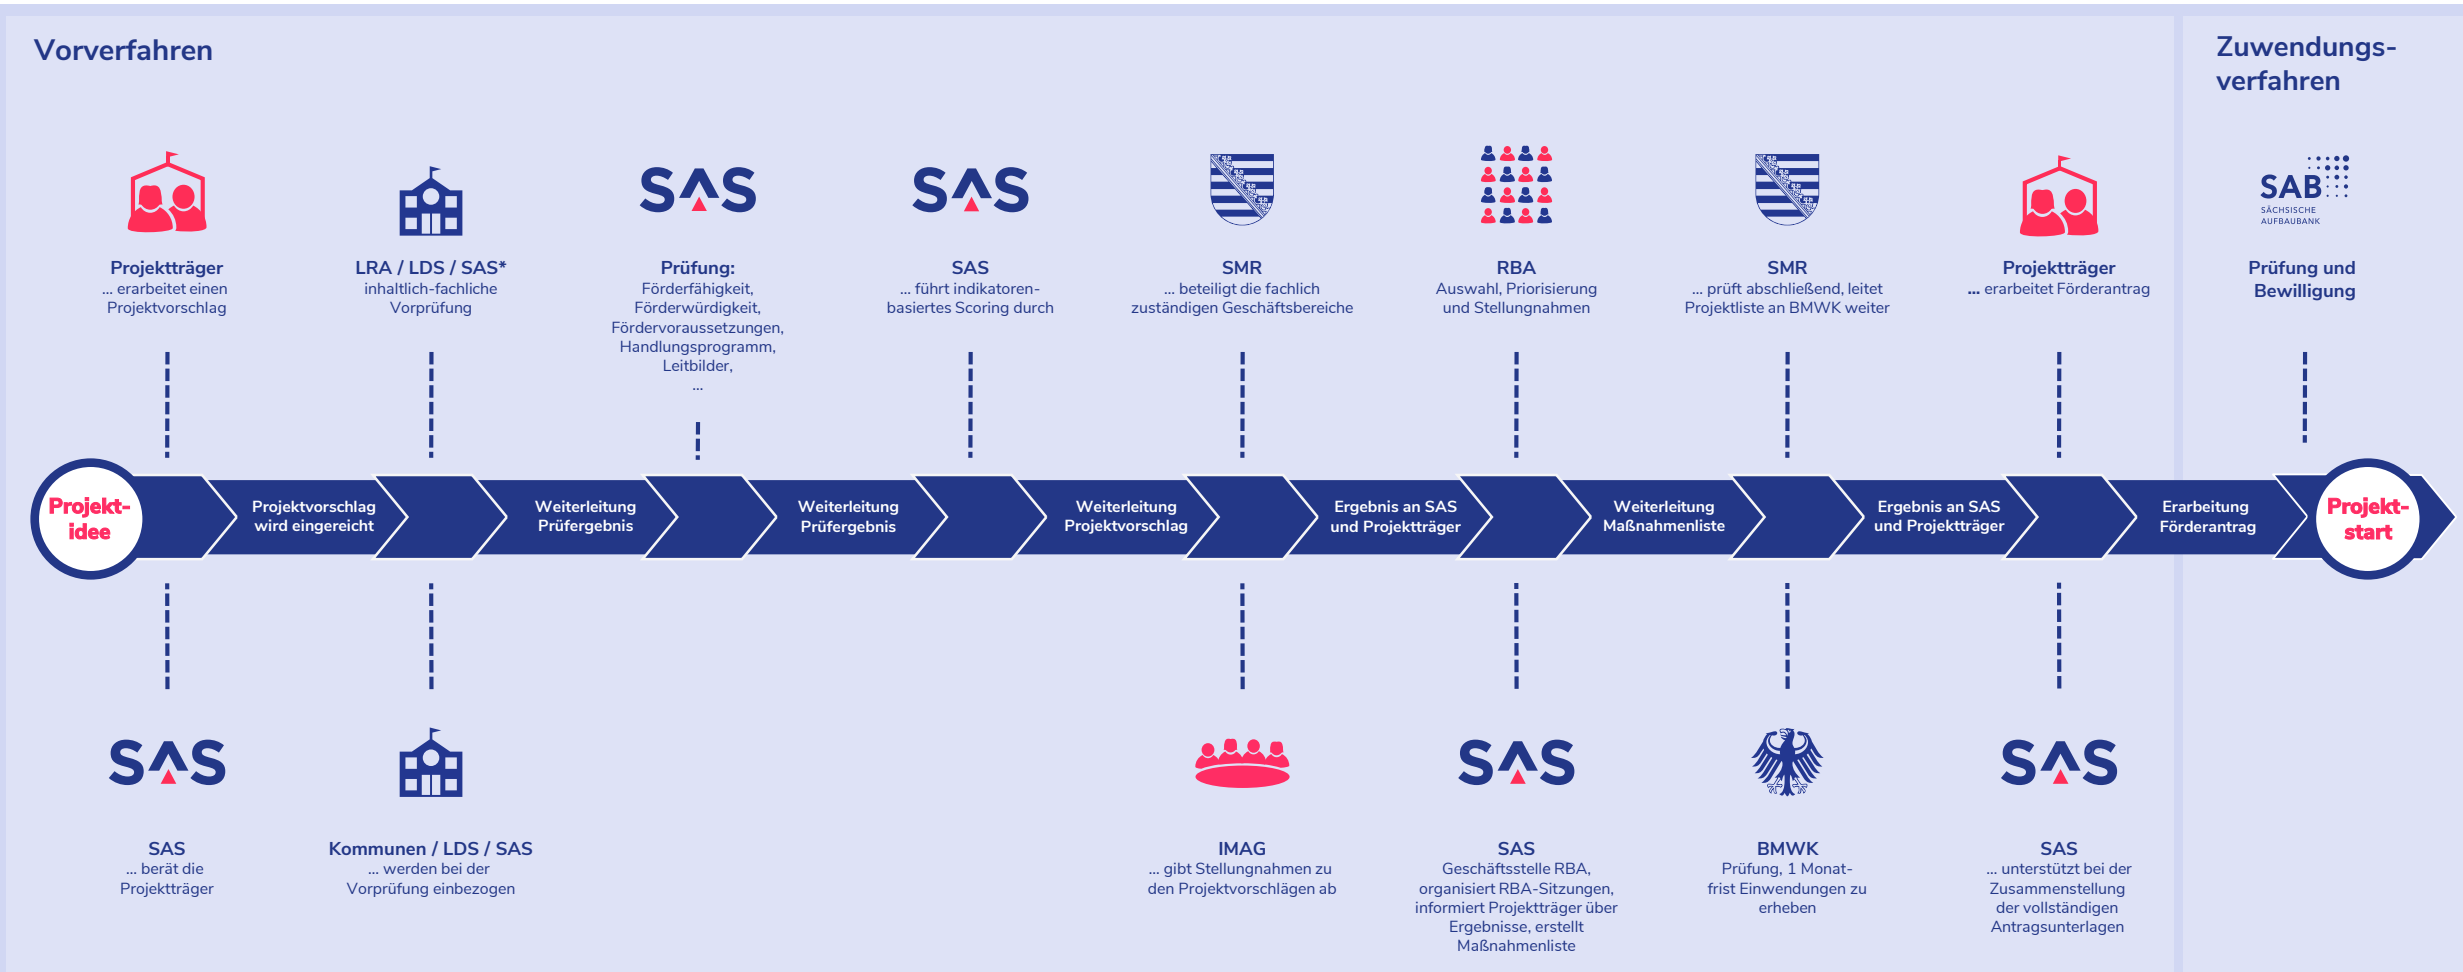 Vorverfahren
Zuwendungs-
verfahren
SAS
SAS
SAB
SÄCHSISCHE
AUFBAUBANK
Projektträger
... erarbeitet einen
Projektvorschlag
LRA / LDS / SAS*
inhaltlich-fachliche
Vorprüfung
Prüfung:
Förderfähigkeit,
Förderwürdigkeit,
Fördervoraussetzungen,
Handlungsprogramm,
Leitbilder,
...
SAS
... führt indikatoren-
basiertes Scoring durch
SMR
... beteiligt die fachlich
zuständigen Geschäftsbereiche
RBA
Auswahl, Priorisierung
und Stellungnahmen
SMR
... prüft abschließend, leitet
Projektliste an BMWK weiter
Projektträger
... erarbeitet Förderantrag
Prüfung und
Bewilligung
Projekt-
idee
Projektvorschlag
wird eingereicht
Weiterleitung
Prüfergebnis
Weiterleitung
Prüfergebnis
Weiterleitung
Projektvorschlag
Ergebnis an SAS
und Projektträger
Weiterleitung
Maßnahmenliste
Ergebnis an SAS
und Projektträger
Erarbeitung
Förderantrag
Projekt-
start
SAS
SAS
SAS
SAS
... berät die
Projektträger
Kommunen / LDS / SAS
... werden bei der
Vorprüfung einbezogen
IMAG
... gibt Stellungnahmen zu
den Projektvorschlägen ab
SAS
Geschäftsstelle RBA,
organisiert RBA-Sitzungen,
informiert Projektträger über
Ergebnisse, erstellt
Maßnahmenliste
BMWK
Prüfung, 1 Monat-
frist Einwendungen zu
erheben
SAS
... unterstützt bei der
Zusammenstellung
der vollständigen
Antragsunterlagen